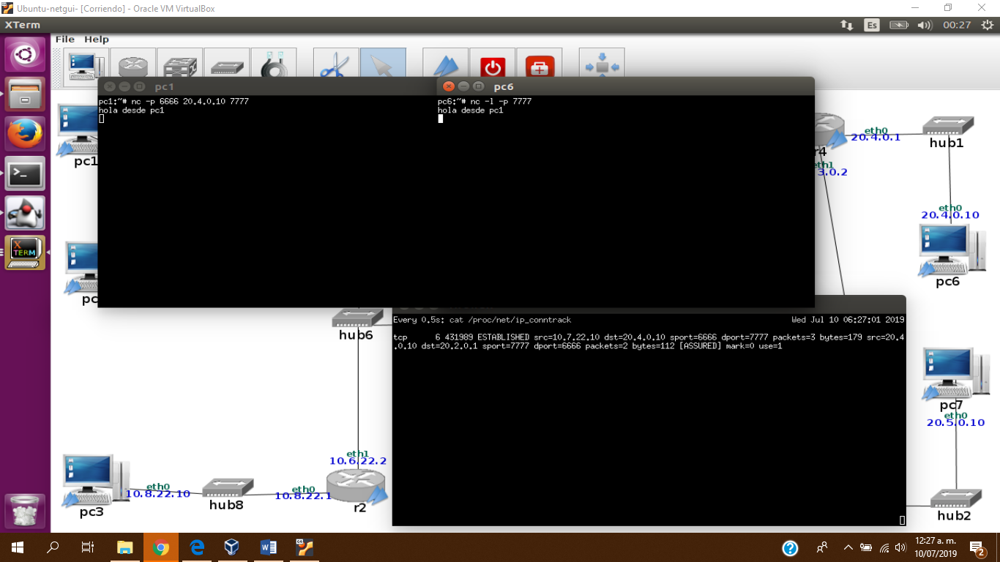 Ubuntu-netgui- [Corriendo] - Oracle VM VirtualBox
XTerm
Es
00:27
File Help
pc1
pc1:~# nc -p 6666 20.4.0.10 7777
hola desde pc1
pc6
pc6:~# nc -l -p 7777
hola desde pc1
XTERM
pc1
pc
r4
eth0
20.4.0.1
hub1
eth1
3.0.2
eth0
20.4.0.10
pc6
Every 0.5s: cat /proc/net/ip_conntrack Wed Jul 10 06:27:01 2019
tcp 6 431989 ESTABLISHED src=10.7.22.10 dst=20.4.0.10 sport=6666 dport=7777 packets=3 bytes=179 src=20.4
.0.10 dst=20.2.0.1 sport=7777 dport=6666 packets=2 bytes=112 [ASSURED] mark=0 use=1
hub6
eth1
10.6.22.2
r2
eth0
10.8.22.1
hub8
eth0
10.8.22.10
pc3
pc7
eth0
20.5.0.10
hub2
12:27 a. m.
10/07/2019
2